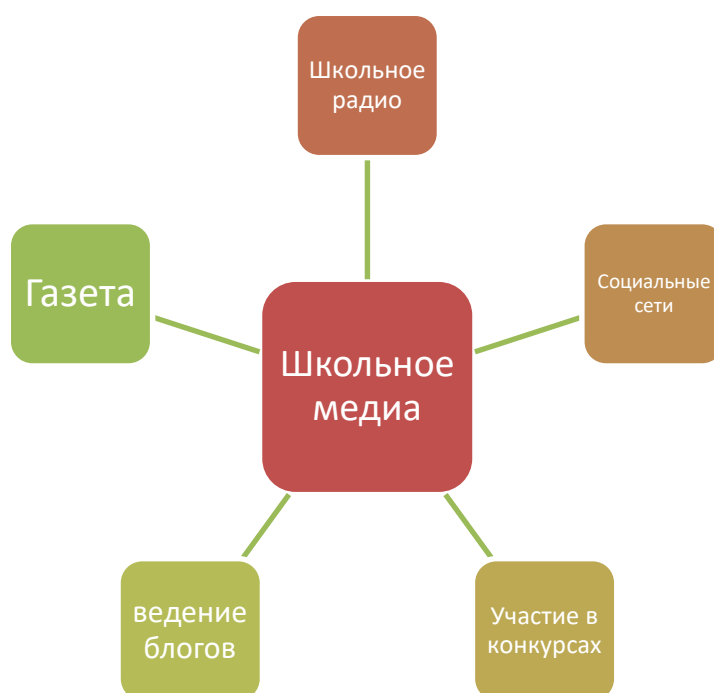 Школьное
радио
Газета
Социальные
сети
Школьное
медиа
ведение
блогов
Участие в
конкурсах